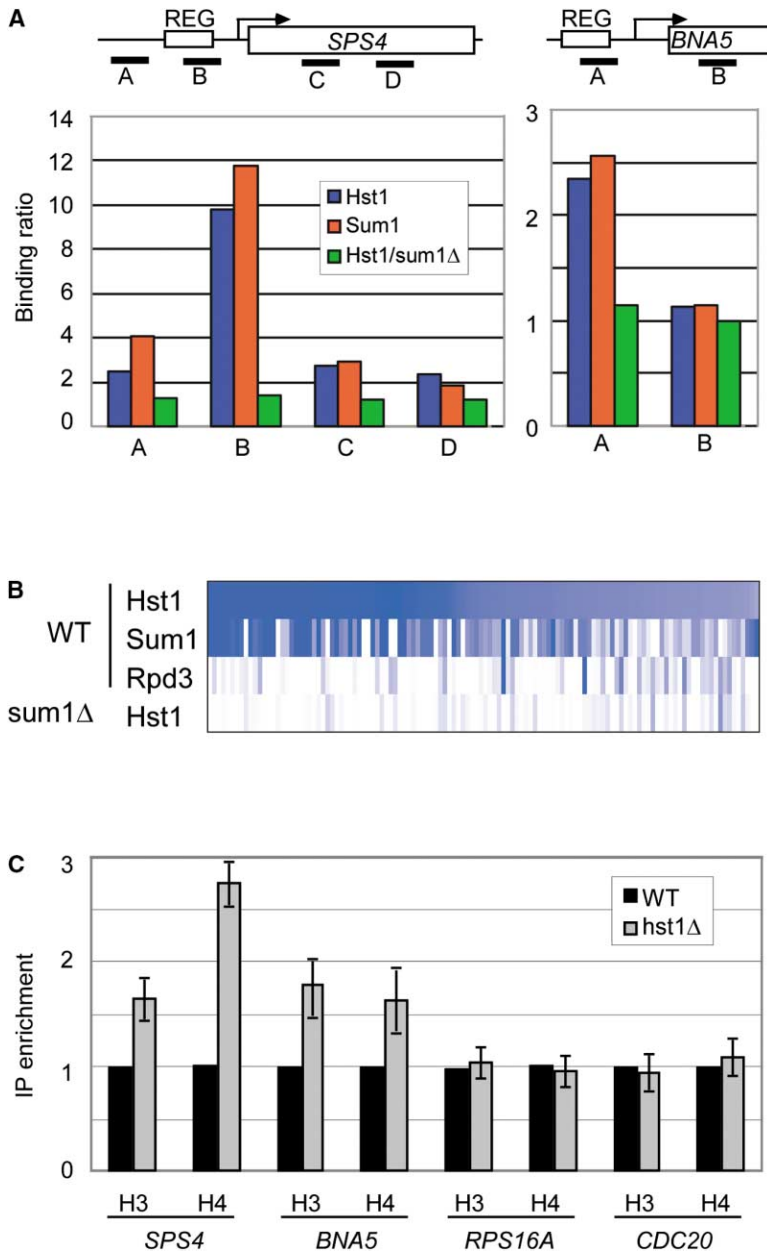 A
REG
SPS4
A
B
C
D
REG
BNA5
A
B
Binding ratio
14
12
10
8
6
4
2
0
Hst1
Sum1
Hst1/sum1Δ
A
B
C
D
3
2
1
0
A
B
B
WT
Hst1
Sum1
Rpd3
sum1Δ
Hst1
C
IP enrichment
3
2
1
0
WT
hst1Δ
H3
H4
H3
H4
H3
H4
H3
H4
SPS4
BNA5
RPS16A
CDC20